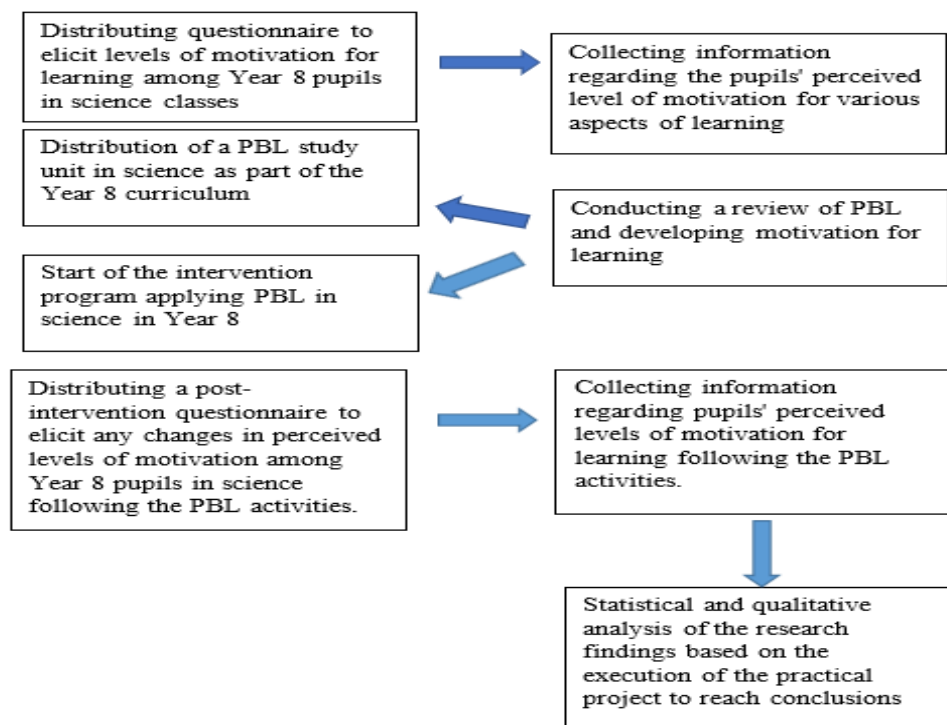 Distributing questionnaire to
elicit levels of motivation for
learning among Year 8 pupils
in science classes
Collecting information
regarding the pupils' perceived
level of motivation for various
aspects of learning
Distribution of a PBL study
unit in science as part of the
Year 8 curriculum
Conducting a review of PBL
and developing motivation for
learning
Start of the intervention
program applying PBL in
science in Year 8
Distributing a post-
intervention questionnaire to
elicit any changes in perceived
levels of motivation among
Year 8 pupils in science
following the PBL activities.
Collecting information
regarding pupils' perceived
levels of motivation for
learning following the PBL
activities.
Statistical and qualitative
analysis of the research
findings based on the
execution of the practical
project to reach conclusions